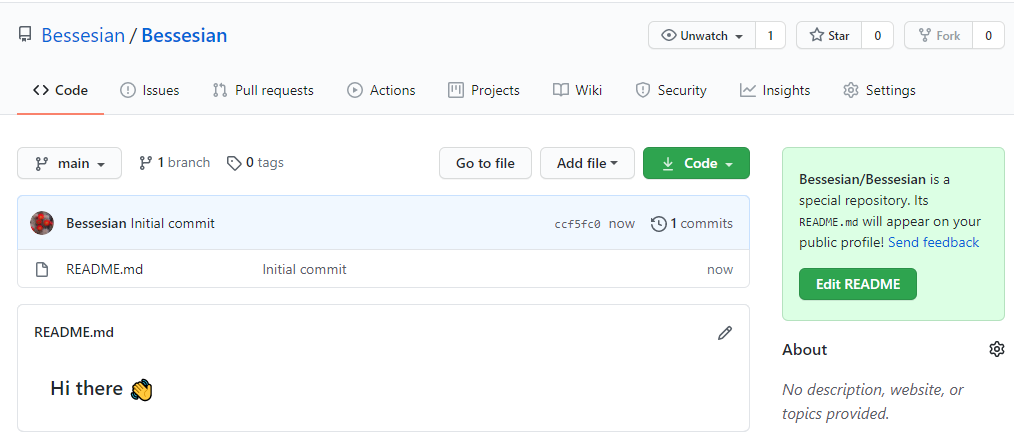 Bessesian / Bessesian
Unwatch 1 Star 0 Fork 0
Code Issues Pull requests Actions Projects Wiki Security Insights Settings
main 1 branch 0 tags Go to file Add file Code
Bessesian Initial commit ccf5fc0 now 1 commits
README.md Initial commit now
README.md
Hi there 👋
Bessesian/Bessesian is a
special repository. Its
README.md will appear on your
public profile! Send feedback
Edit README
About
No description, website, or
topics provided.